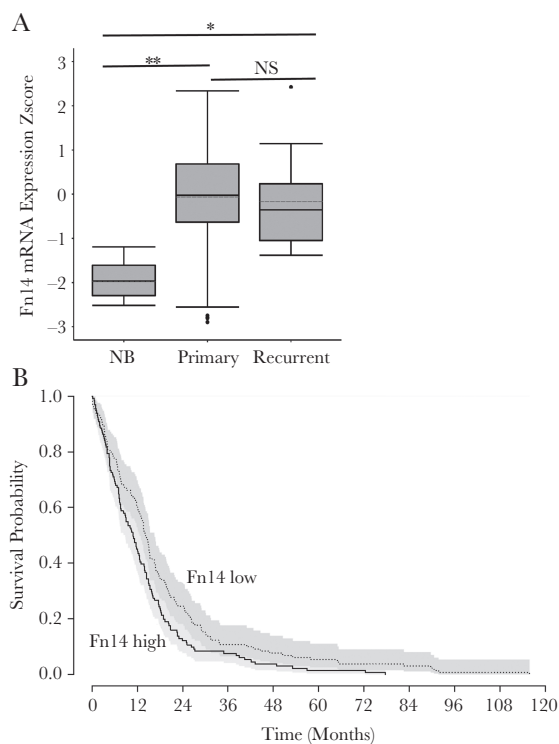 A
*
**
NS
Fn14 mRNA Expression Zscore
3
2
1
0
−1
−2
−3
NB Primary Recurrent
B
Survival Probability
1.0
0.8
0.6
0.4
0.2
0.0
Fn14 low
Fn14 high
0 12 24 36 48 60 72 84 96 108 120
Time (Months)